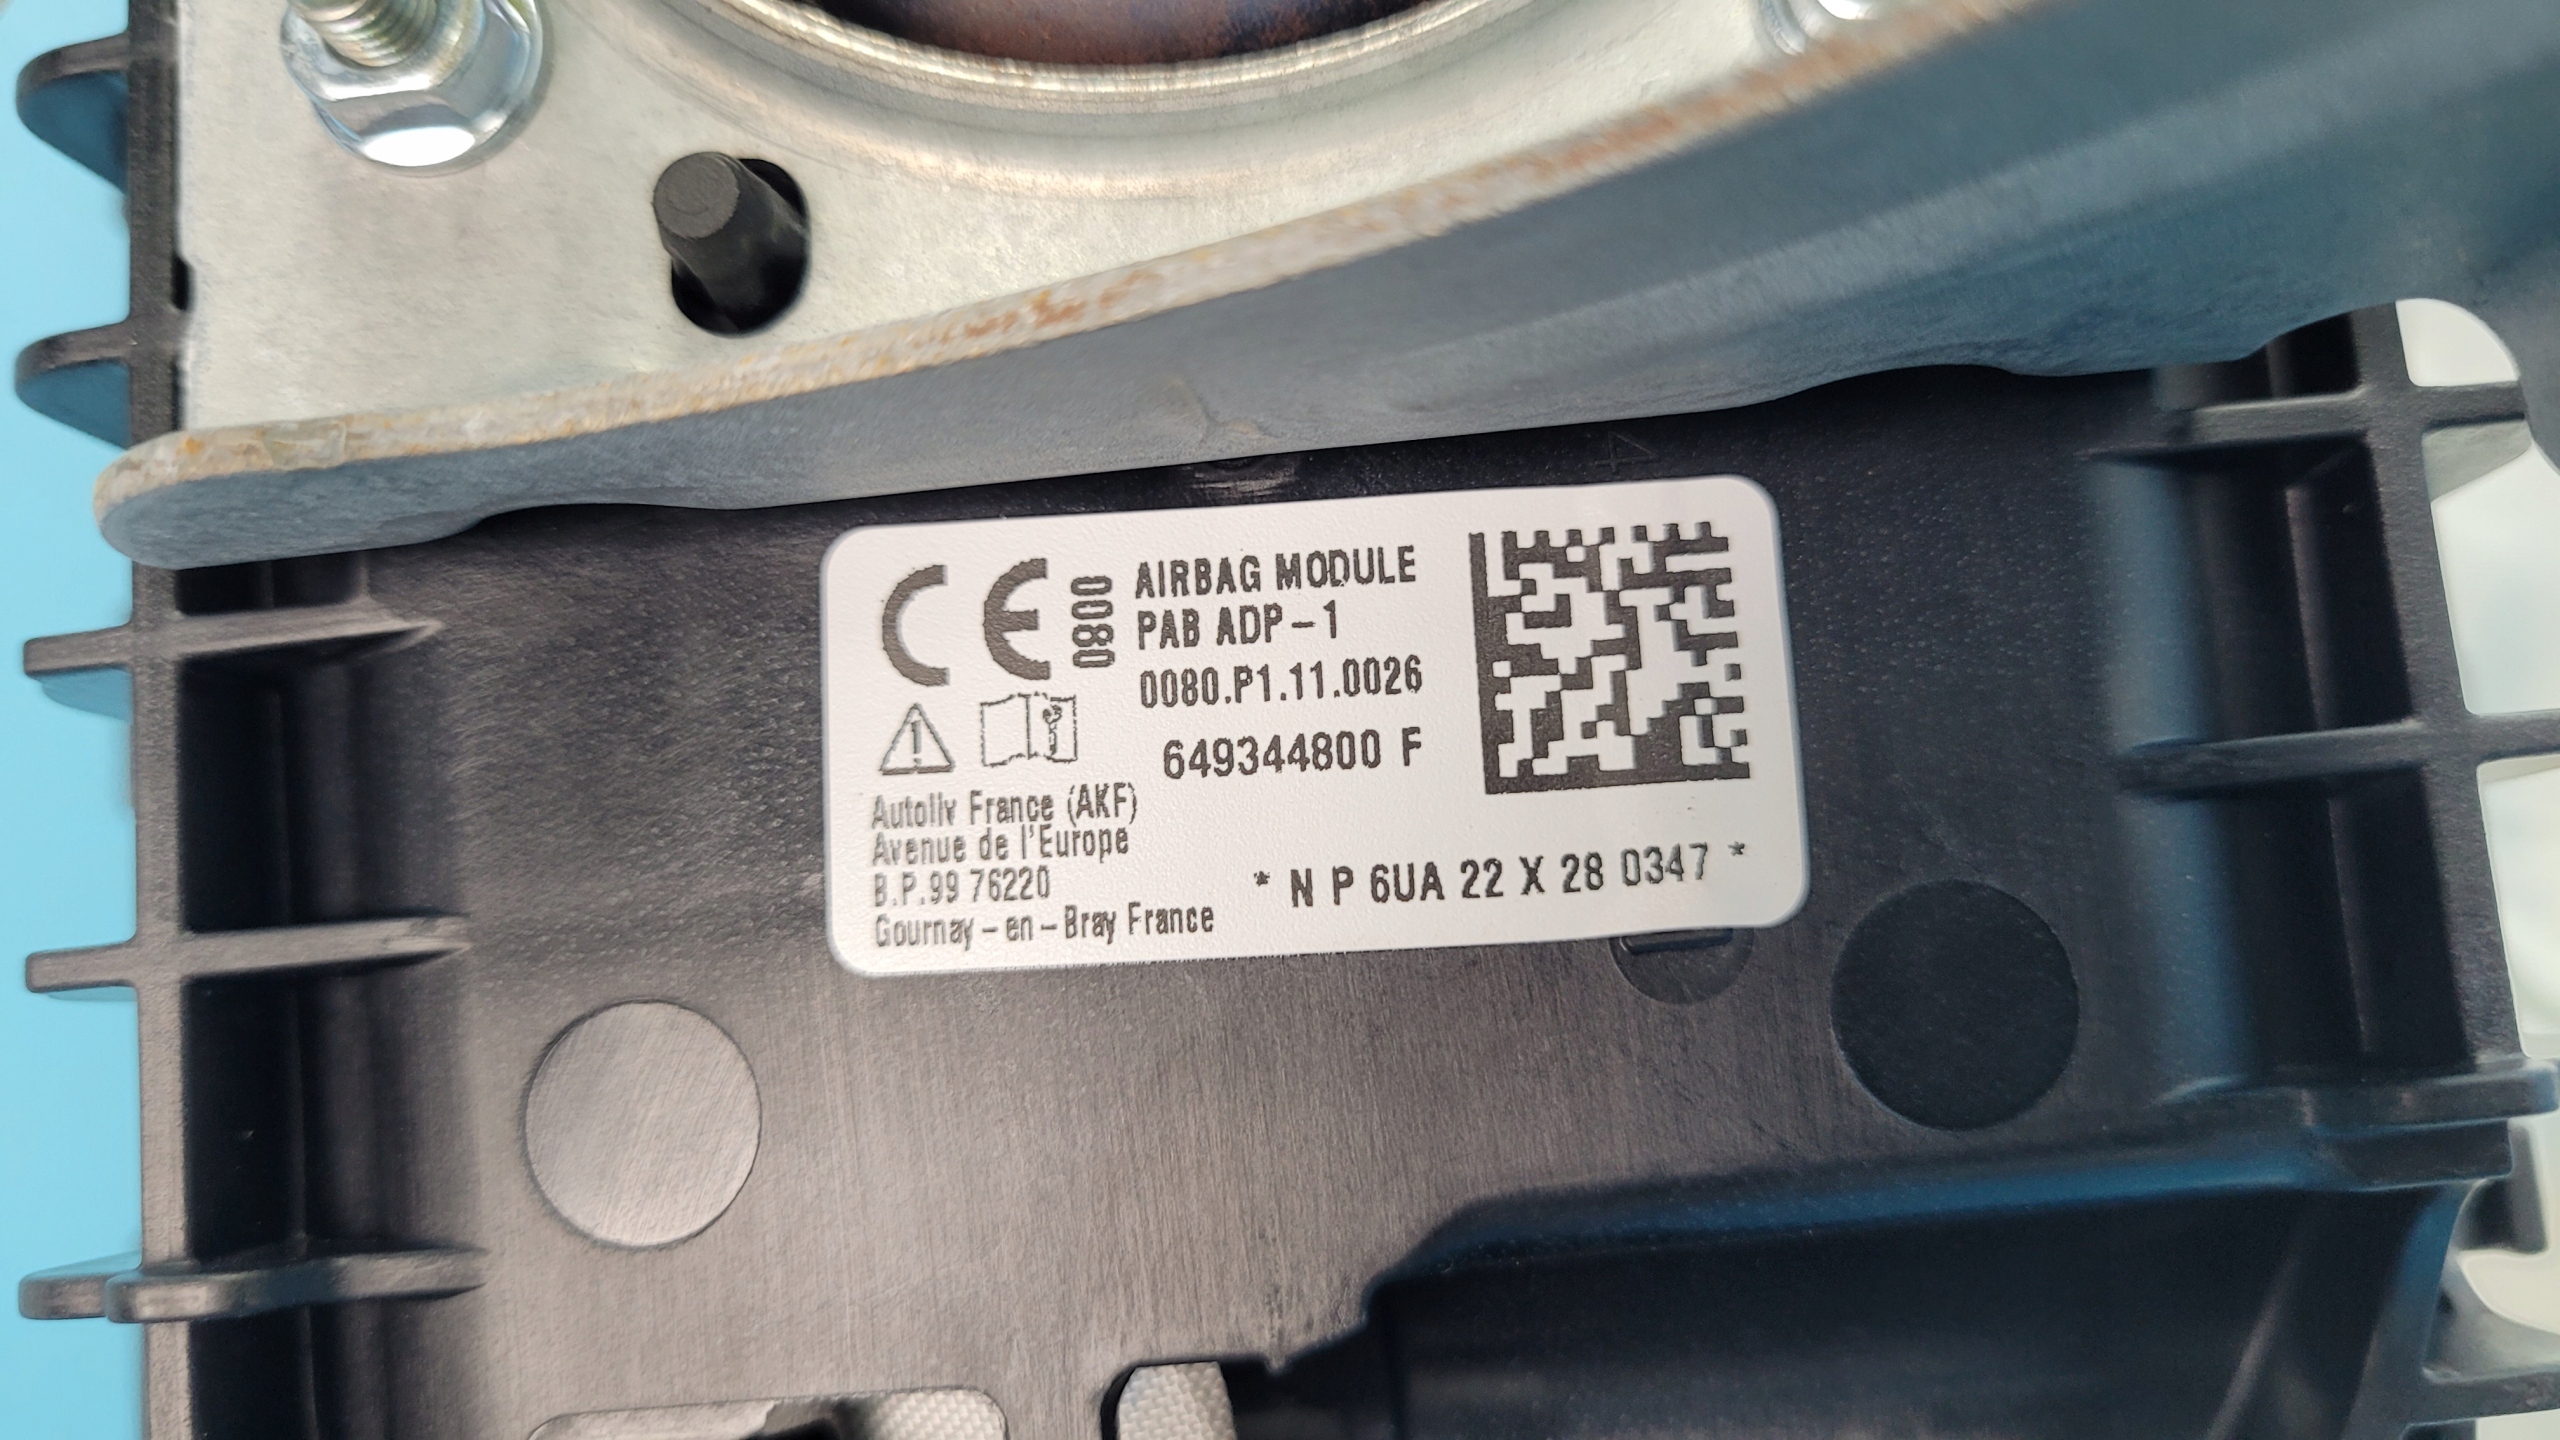 CE 0080
AIRBAG MODULE
PAB ADP-1
0080.P1.11.0026
649344800 F
Autoliv France (AKF)
Avenue de l'Europe
B.P.99 76220
Gournay-en-Bray France
* N P 6UA 22 X 28 0347 *